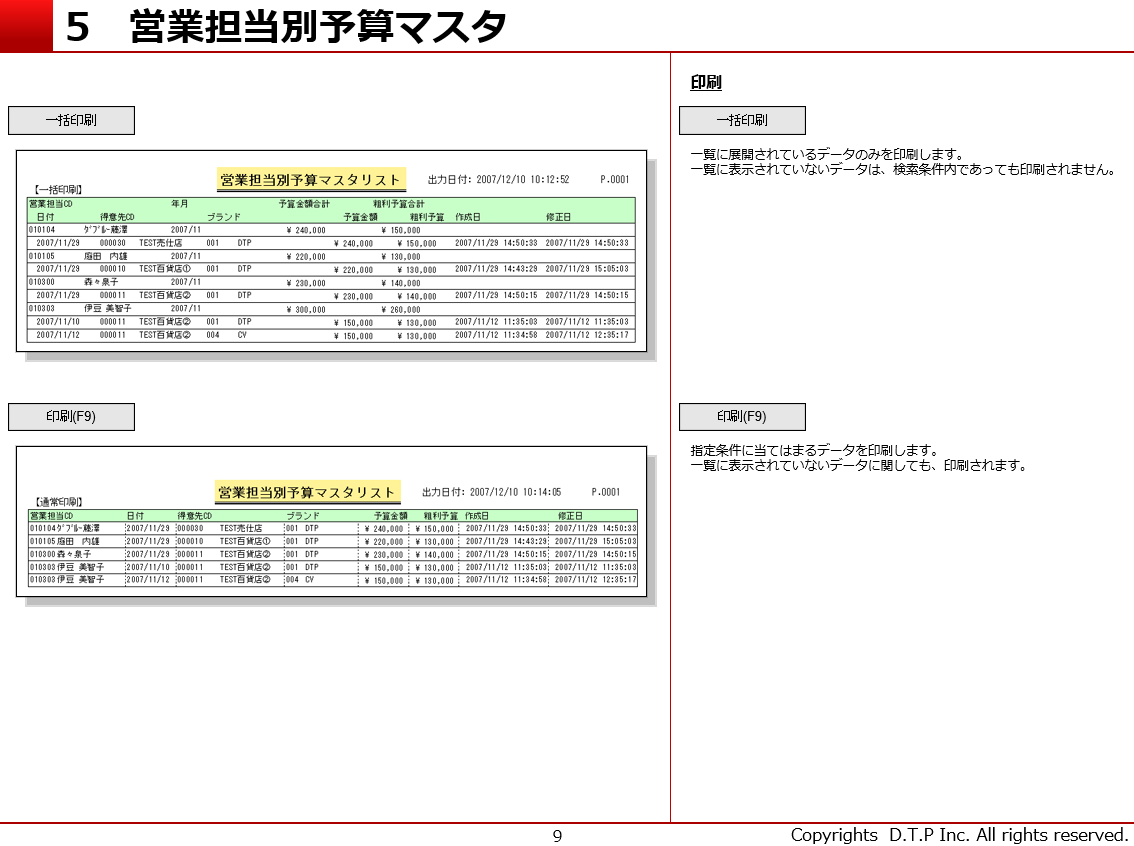 5　営業担当別予算マスタ
一括印刷
【一括印刷】
営業担当別予算マスタリスト 出力日付: 2007/12/10 10:12:52 P.0001
営業担当CD 年月 予算金額合計 粗利予算合計
日付 得意先CD ブランド 予算金額 粗利予算 作成日 修正日
010104 ﾀﾞﾌﾞﾙｰ藤澤 2007/11 ¥ 240,000 ¥ 150,000
2007/11/29 000030 TEST売仕店 001 DTP ¥ 240,000 ¥ 150,000 2007/11/29 14:50:33 2007/11/29 14:50:33
010105 庭田　内雄 2007/11 ¥ 220,000 ¥ 130,000
2007/11/29 000010 TEST百貨店① 001 DTP ¥ 220,000 ¥ 130,000 2007/11/29 14:43:29 2007/11/29 15:05:03
010300 森々泉子 2007/11 ¥ 230,000 ¥ 140,000
2007/11/29 000011 TEST百貨店② 001 DTP ¥ 230,000 ¥ 140,000 2007/11/29 14:50:15 2007/11/29 14:50:15
010303 伊豆 美智子 2007/11 ¥ 300,000 ¥ 260,000
2007/11/10 000011 TEST百貨店② 001 DTP ¥ 150,000 ¥ 130,000 2007/11/12 11:35:03 2007/11/12 11:35:03
2007/11/12 000011 TEST百貨店② 004 CV ¥ 150,000 ¥ 130,000 2007/11/12 11:34:58 2007/11/12 12:35:17
印刷(F9)
【通常印刷】
営業担当別予算マスタリスト 出力日付: 2007/12/10 10:14:05 P.0001
営業担当CD 日付 得意先CD ブランド 予算金額 粗利予算 作成日 修正日
010104 ﾀﾞﾌﾞﾙｰ藤澤 2007/11/29 000030 TEST売仕店 001 DTP ¥ 240,000 ¥ 150,000 2007/11/29 14:50:33 2007/11/29 14:50:33
010105 庭田　内雄 2007/11/29 000010 TEST百貨店① 001 DTP ¥ 220,000 ¥ 130,000 2007/11/29 14:43:29 2007/11/29 15:05:03
010300 森々泉子 2007/11/29 000011 TEST百貨店② 001 DTP ¥ 230,000 ¥ 140,000 2007/11/29 14:50:15 2007/11/29 14:50:15
010303 伊豆 美智子 2007/11/10 000011 TEST百貨店② 001 DTP ¥ 150,000 ¥ 130,000 2007/11/12 11:35:03 2007/11/12 11:35:03
010303 伊豆 美智子 2007/11/12 000011 TEST百貨店② 004 CV ¥ 150,000 ¥ 130,000 2007/11/12 11:34:58 2007/11/12 12:35:17
印刷
一括印刷
一覧に展開されているデータのみを印刷します。
一覧に表示されていないデータは、検索条件内であっても印刷されません。
印刷(F9)
指定条件に当てはまるデータを印刷します。
一覧に表示されていないデータに関しても、印刷されます。
9
Copyrights D.T.P Inc. All rights reserved.